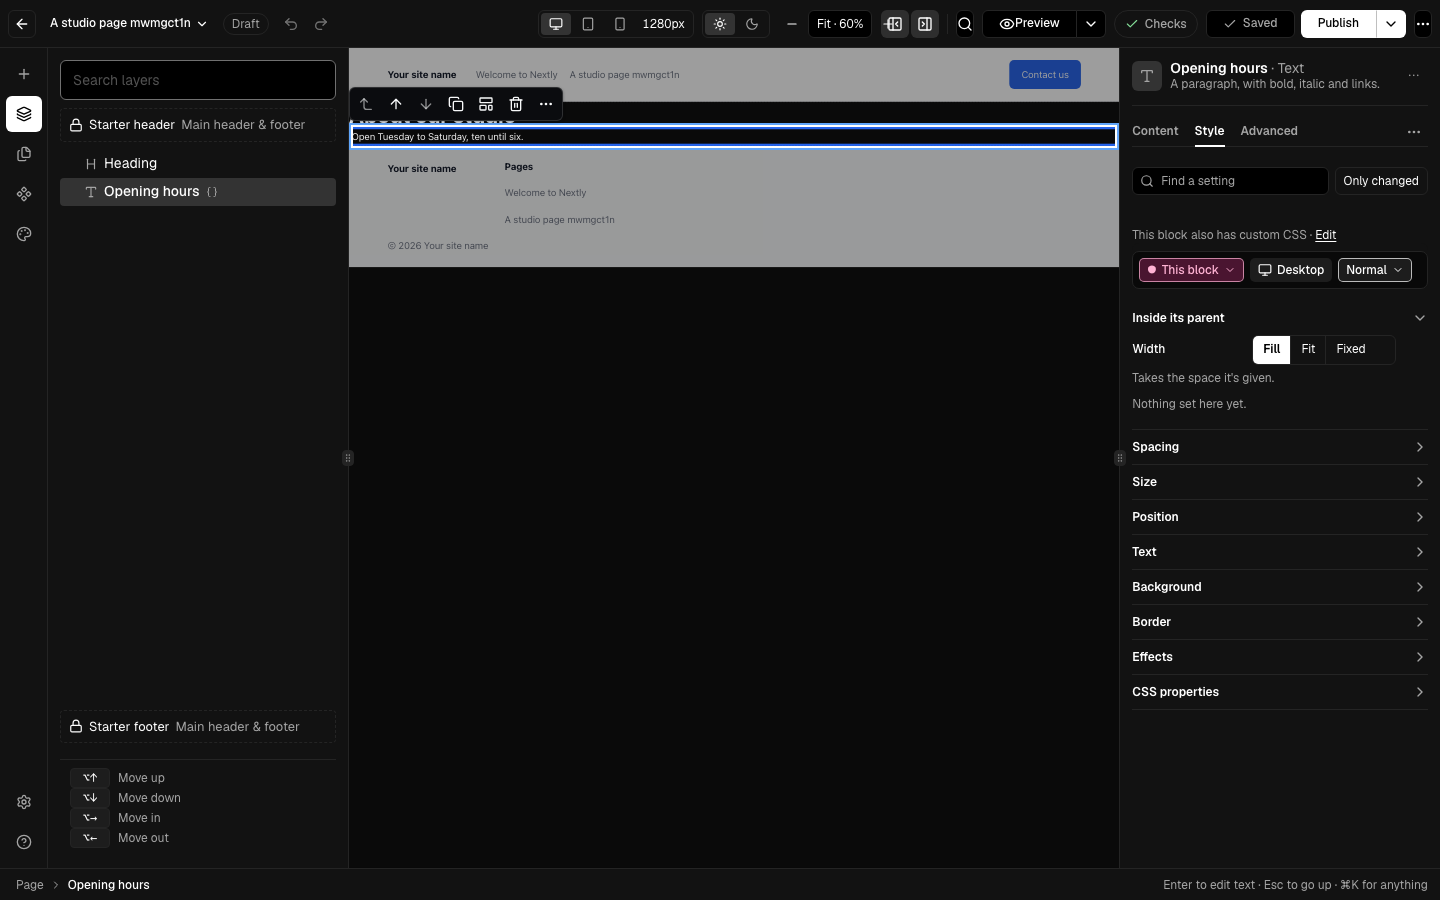 A studio page mwmgct1n
Draft
1280px
Fit · 60%
Preview
Checks
Saved
Publish
Search layers
Starter header Main header & footer
Heading
Opening hours {}
Starter footer Main header & footer
⌥↑ Move up
⌥↓ Move down
⌥→ Move in
⌥← Move out
Your site name Welcome to Nextly A studio page mwmgct1n Contact us
About our studio
Open Tuesday to Saturday, ten until six.
Your site name
Pages
Welcome to Nextly
A studio page mwmgct1n
© 2026 Your site name
Opening hours · Text
A paragraph, with bold, italic and links.
Content Style Advanced
Find a setting
Only changed
This block also has custom CSS · Edit
This block
Desktop
Normal
Inside its parent
Width Fill Fit Fixed
Takes the space it's given.
Nothing set here yet.
Spacing
Size
Position
Text
Background
Border
Effects
CSS properties
Page > Opening hours
Enter to edit text · Esc to go up · ⌘K for anything